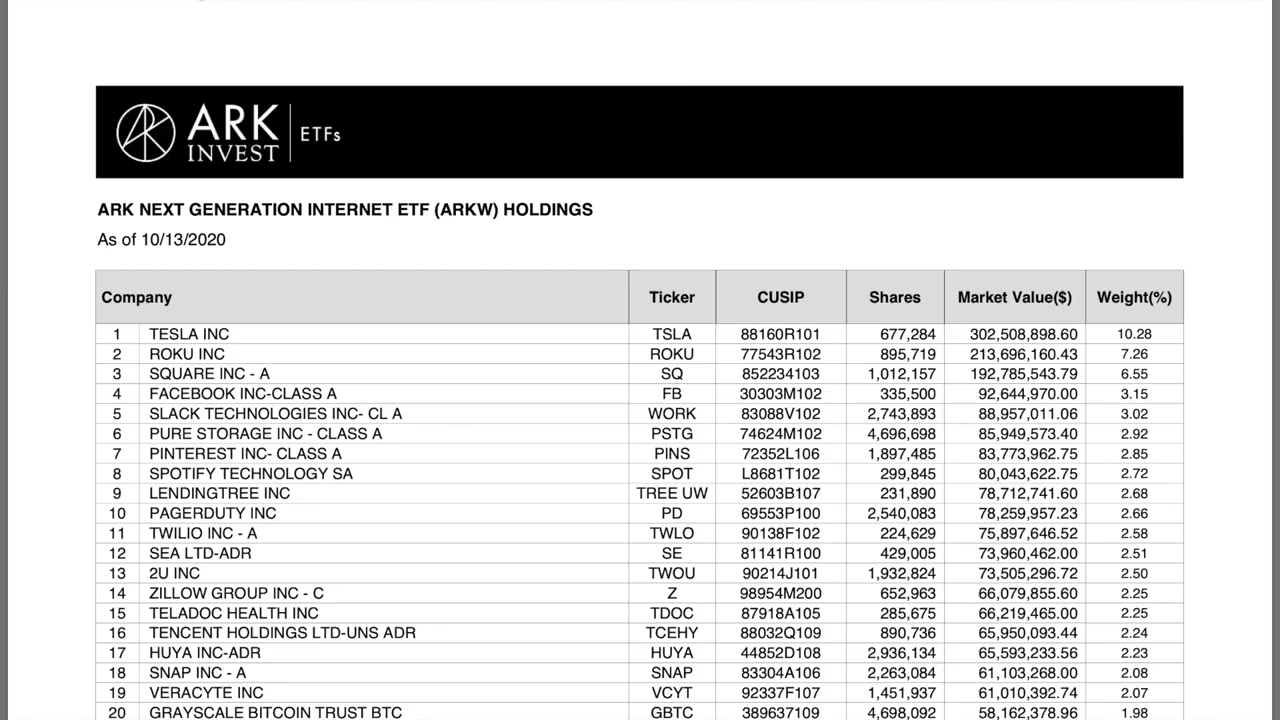 ARK INVEST ETFs
ARK NEXT GENERATION INTERNET ETF (ARKW) HOLDINGS
As of 10/13/2020
Company Ticker CUSIP Shares Market Value($) Weight(%)
1 TESLA INC TSLA 88160R101 677,284 302,508,898.60 10.28
2 ROKU INC ROKU 77543R102 895,719 213,696,160.43 7.26
3 SQUARE INC - A SQ 852234103 1,012,157 192,785,543.79 6.55
4 FACEBOOK INC-CLASS A FB 30303M102 335,500 92,644,970.00 3.15
5 SLACK TECHNOLOGIES INC- CL A WORK 83088V102 2,743,893 88,957,011.06 3.02
6 PURE STORAGE INC - CLASS A PSTG 74624M102 4,696,698 85,949,573.40 2.92
7 PINTEREST INC- CLASS A PINS 72352L106 1,897,485 83,773,962.75 2.85
8 SPOTIFY TECHNOLOGY SA SPOT L8681T102 299,845 80,043,622.75 2.72
9 LENDINGTREE INC TREE UW 52603B107 231,890 78,712,741.60 2.68
10 PAGERDUTY INC PD 69553P100 2,540,083 78,259,957.23 2.66
11 TWILIO INC - A TWLO 90138F102 224,629 75,897,646.52 2.58
12 SEA LTD-ADR SE 81141R100 429,005 73,960,462.00 2.51
13 2U INC TWOU 90214J101 1,932,824 73,505,296.72 2.50
14 ZILLOW GROUP INC - C Z 98954M200 652,963 66,079,855.60 2.25
15 TELADOC HEALTH INC TDOC 87918A105 285,675 66,219,465.00 2.25
16 TENCENT HOLDINGS LTD-UNS ADR TCEHY 88032Q109 890,736 65,950,093.44 2.24
17 HUYA INC-ADR HUYA 44852D108 2,936,134 65,593,233.56 2.23
18 SNAP INC - A SNAP 83304A106 2,263,084 61,103,268.00 2.08
19 VERACYTE INC VCYT 92337F107 1,451,937 61,010,392.74 2.07
20 GRAYSCALE BITCOIN TRUST BTC GBTC 389637109 4,698,092 58,162,378.96 1.98